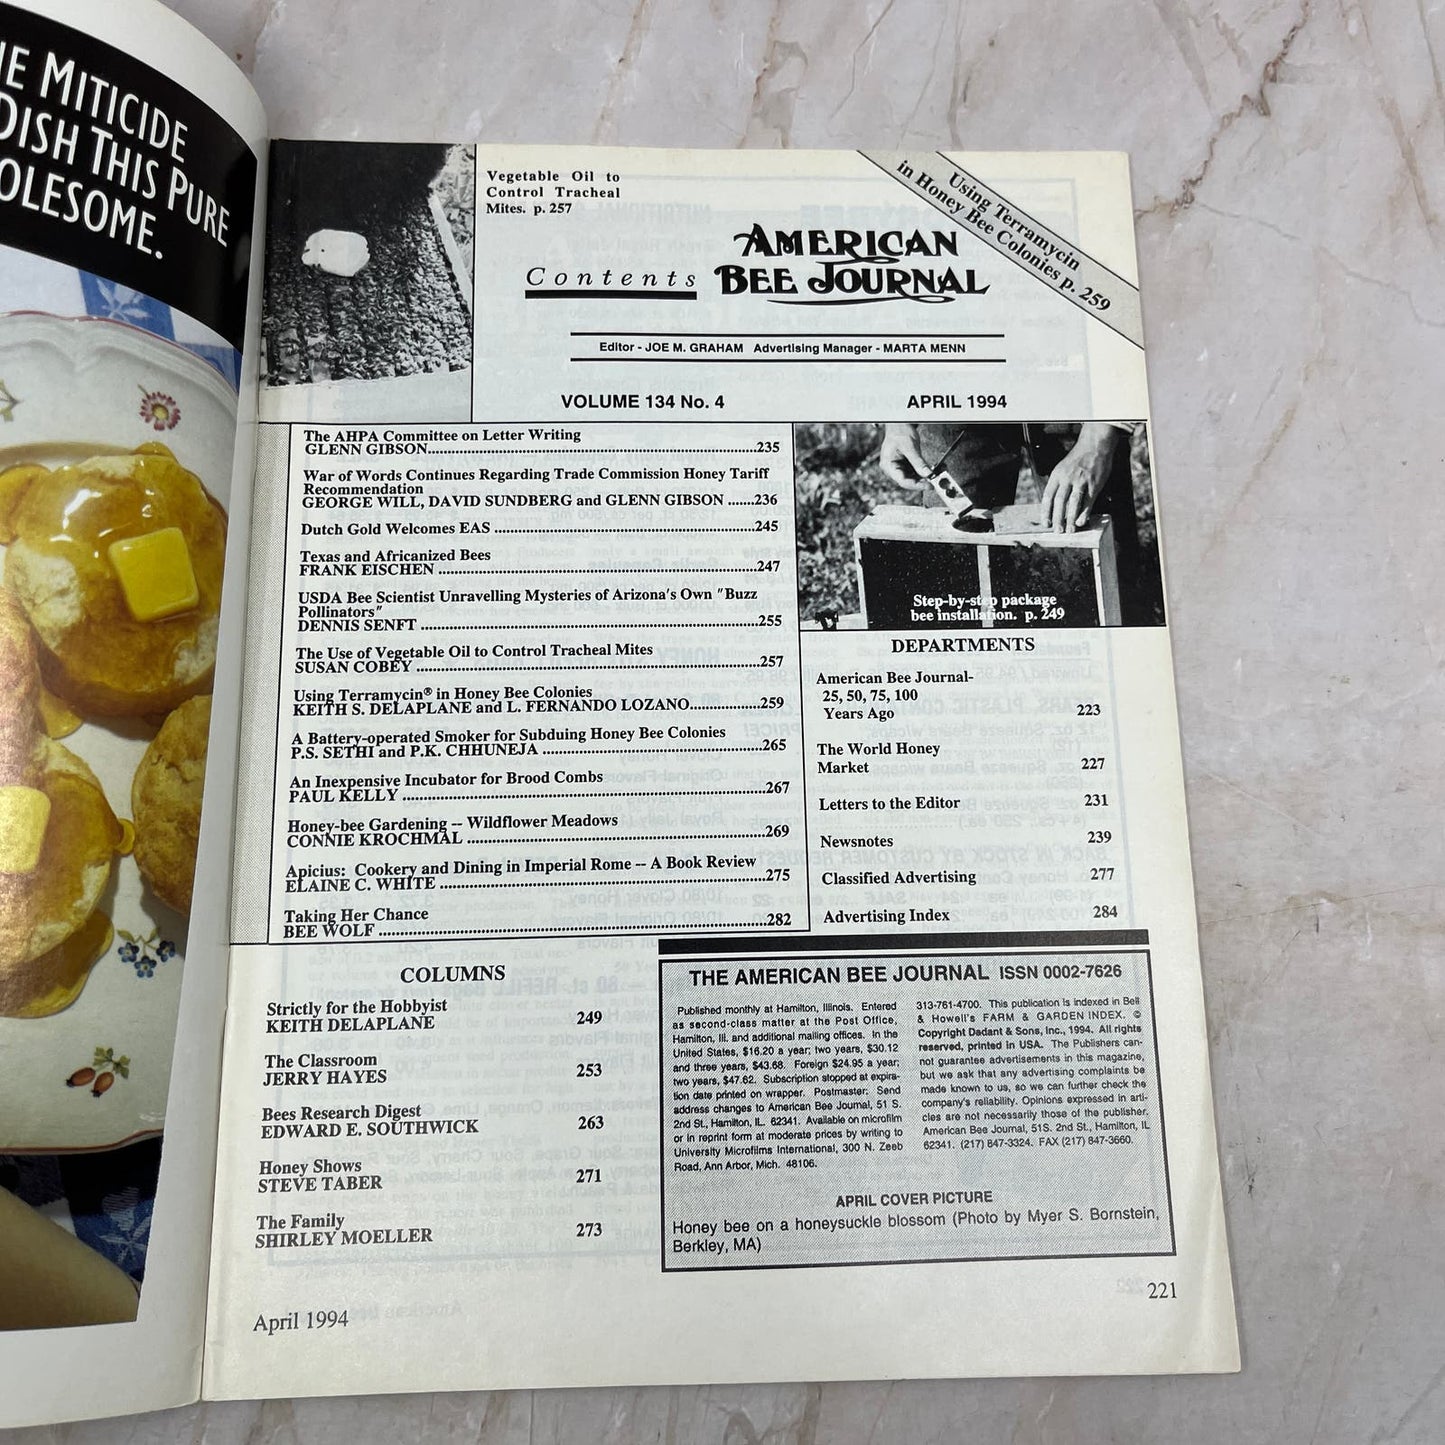 E MITICIDE
DISH THIS PURE
OLESOME.
Vegetable Oil to
Control Tracheal
Mites. p. 257
Using Terramycin
in Honey Bee Colonies p. 259
Contents
AMERICAN
BEE JOURNAL
Editor - JOE M. GRAHAM Advertising Manager - MARTA MENN
VOLUME 134 No. 4
APRIL 1994
The AHPA Committee on Letter Writing
GLENN GIBSON...235
War of Words Continues Regarding Trade Commission Honey Tariff
Recommendation
GEORGE WILL, DAVID SUNDBERG and GLENN GIBSON .......236
Dutch Gold Welcomes EAS ...245
Texas and Africanized Bees
FRANK EISCHEN ...247
USDA Bee Scientist Unravelling Mysteries of Arizona's Own "Buzz
Pollinators"
DENNIS SENFT ...255
The Use of Vegetable Oil to Control Tracheal Mites
SUSAN COBEY ...257
Using Terramycin® in Honey Bee Colonies
KEITH S. DELAPLANE and L. FERNANDO LOZANO...259
A Battery-operated Smoker for Subduing Honey Bee Colonies
P.S. SETHI and P.K. CHHUNEJA ...265
An Inexpensive Incubator for Brood Combs
PAUL KELLY ...267
Honey-bee Gardening -- Wildflower Meadows
CONNIE KROCHMAL ...269
Apicius: Cookery and Dining in Imperial Rome -- A Book Review
ELAINE C. WHITE ...275
Taking Her Chance
BEE WOLF ...282
Step-by-step package
bee installation. p. 249
DEPARTMENTS
American Bee Journal-
25, 50, 75, 100
Years Ago 223
The World Honey
Market 227
Letters to the Editor 231
Newsnotes 239
Classified Advertising 277
Advertising Index 284
COLUMNS
Strictly for the Hobbyist
KEITH DELAPLANE 249
The Classroom
JERRY HAYES 253
Bees Research Digest
EDWARD E. SOUTHWICK 263
Honey Shows
STEVE TABER 271
The Family
SHIRLEY MOELLER 273
THE AMERICAN BEE JOURNAL ISSN 0002-7626
Published monthly at Hamilton, Illinois. Entered
as second-class matter at the Post Office,
Hamilton, Ill. and additional mailing offices. In the
United States, $16.20 a year; two years, $30.12
and three years, $43.68. Foreign $24.95 a year;
two years, $47.62. Subscription stopped at expira-
tion date printed on wrapper. Postmaster: Send
address changes to American Bee Journal, 51 S.
2nd St., Hamilton, IL. 62341. Available on microfilm
or in reprint form at moderate prices by writing to
University Microfilms International, 300 N. Zeeb
Road, Ann Arbor, Mich. 48106.
313-761-4700. This publication is indexed in Bell
& Howell's FARM & GARDEN INDEX. ©
Copyright Dadant & Sons, Inc., 1994. All rights
reserved, printed in USA. The Publishers can-
not guarantee advertisements in this magazine,
but we ask that any advertising complaints be
made known to us, so we can further check the
company's reliability. Opinions expressed in arti-
cles are not necessarily those of the publisher.
American Bee Journal, 51S. 2nd St., Hamilton, IL
62341. (217) 847-3324. FAX (217) 847-3660.
APRIL COVER PICTURE
Honey bee on a honeysuckle blossom (Photo by Myer S. Bornstein,
Berkley, MA)
April 1994
221